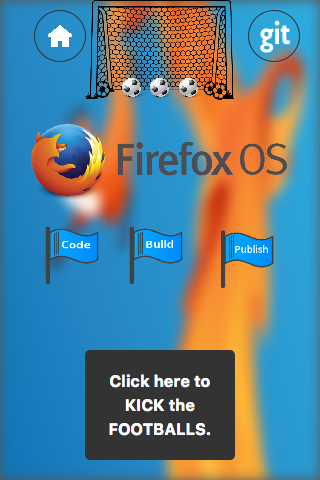 git
Firefox OS
Code
Build
Publish
Click here to
KICK the
FOOTBALLS.